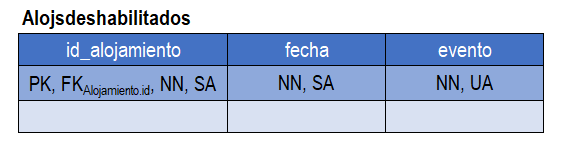 Alojsdeshabilitados
id_alojamiento fecha evento
PK, FKAlojamiento.id, NN, SA NN, SA NN, UA